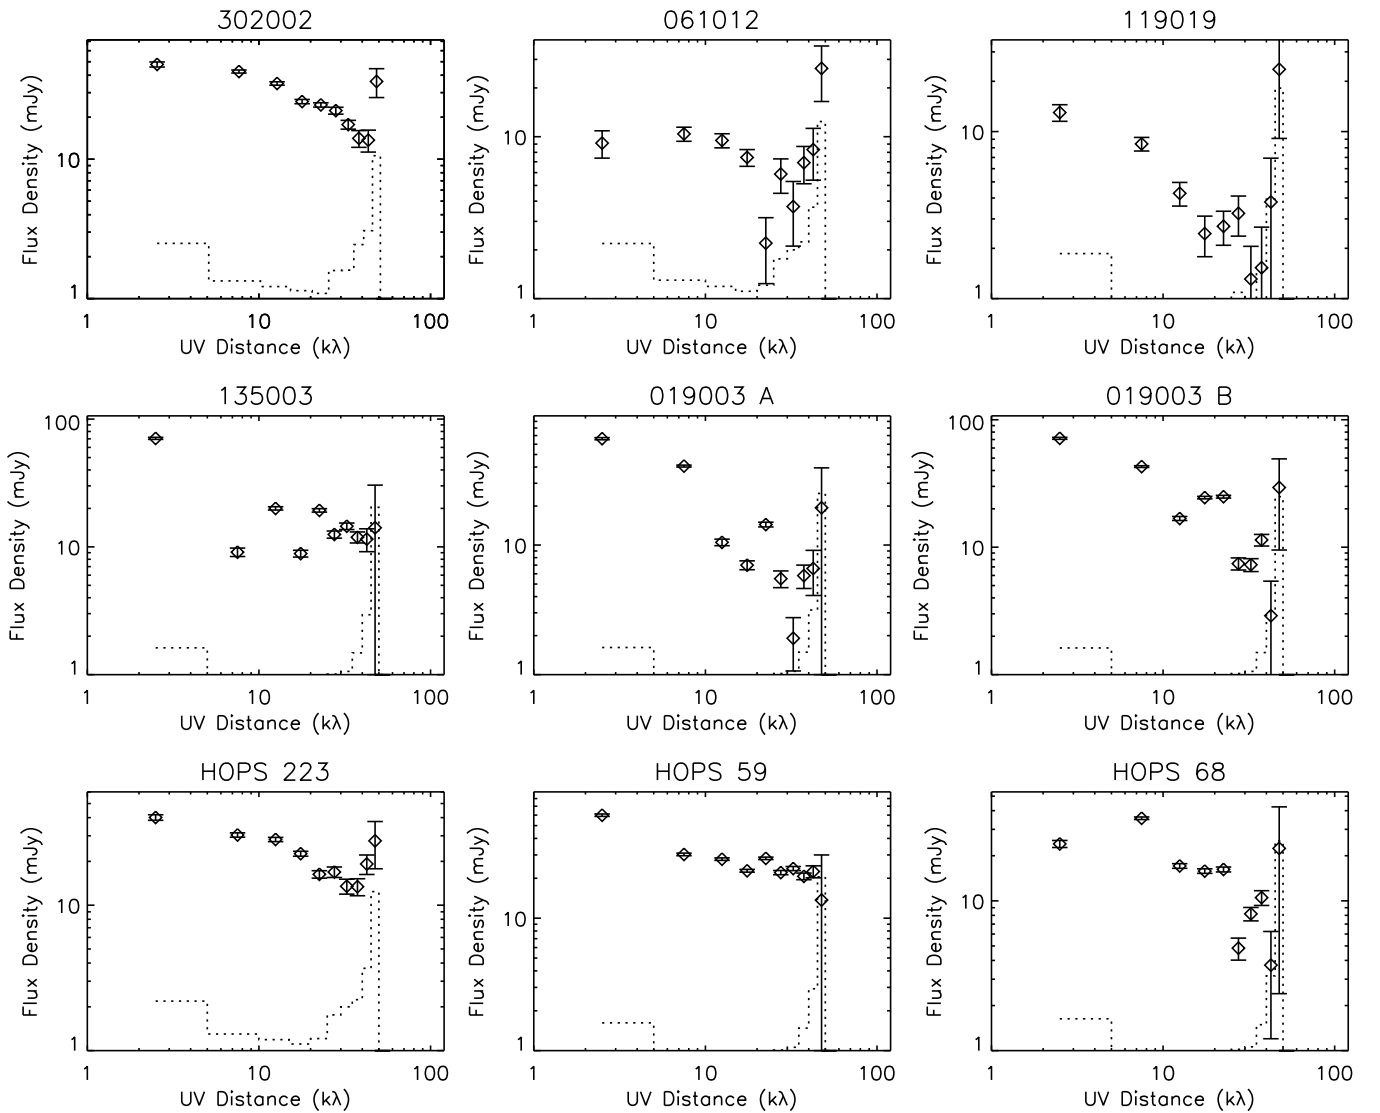 302002
061012
119019
Flux Density (mJy)
10
1
1
10
100
UV Distance (kλ)
Flux Density (mJy)
10
1
1
10
100
UV Distance (kλ)
Flux Density (mJy)
10
1
1
10
100
UV Distance (kλ)
135003
019003 A
019003 B
Flux Density (mJy)
100
10
1
1
10
100
UV Distance (kλ)
Flux Density (mJy)
10
1
1
10
100
UV Distance (kλ)
Flux Density (mJy)
100
10
1
1
10
100
UV Distance (kλ)
HOPS 223
HOPS 59
HOPS 68
Flux Density (mJy)
10
1
1
10
100
UV Distance (kλ)
Flux Density (mJy)
10
1
1
10
100
UV Distance (kλ)
Flux Density (mJy)
10
1
1
10
100
UV Distance (kλ)